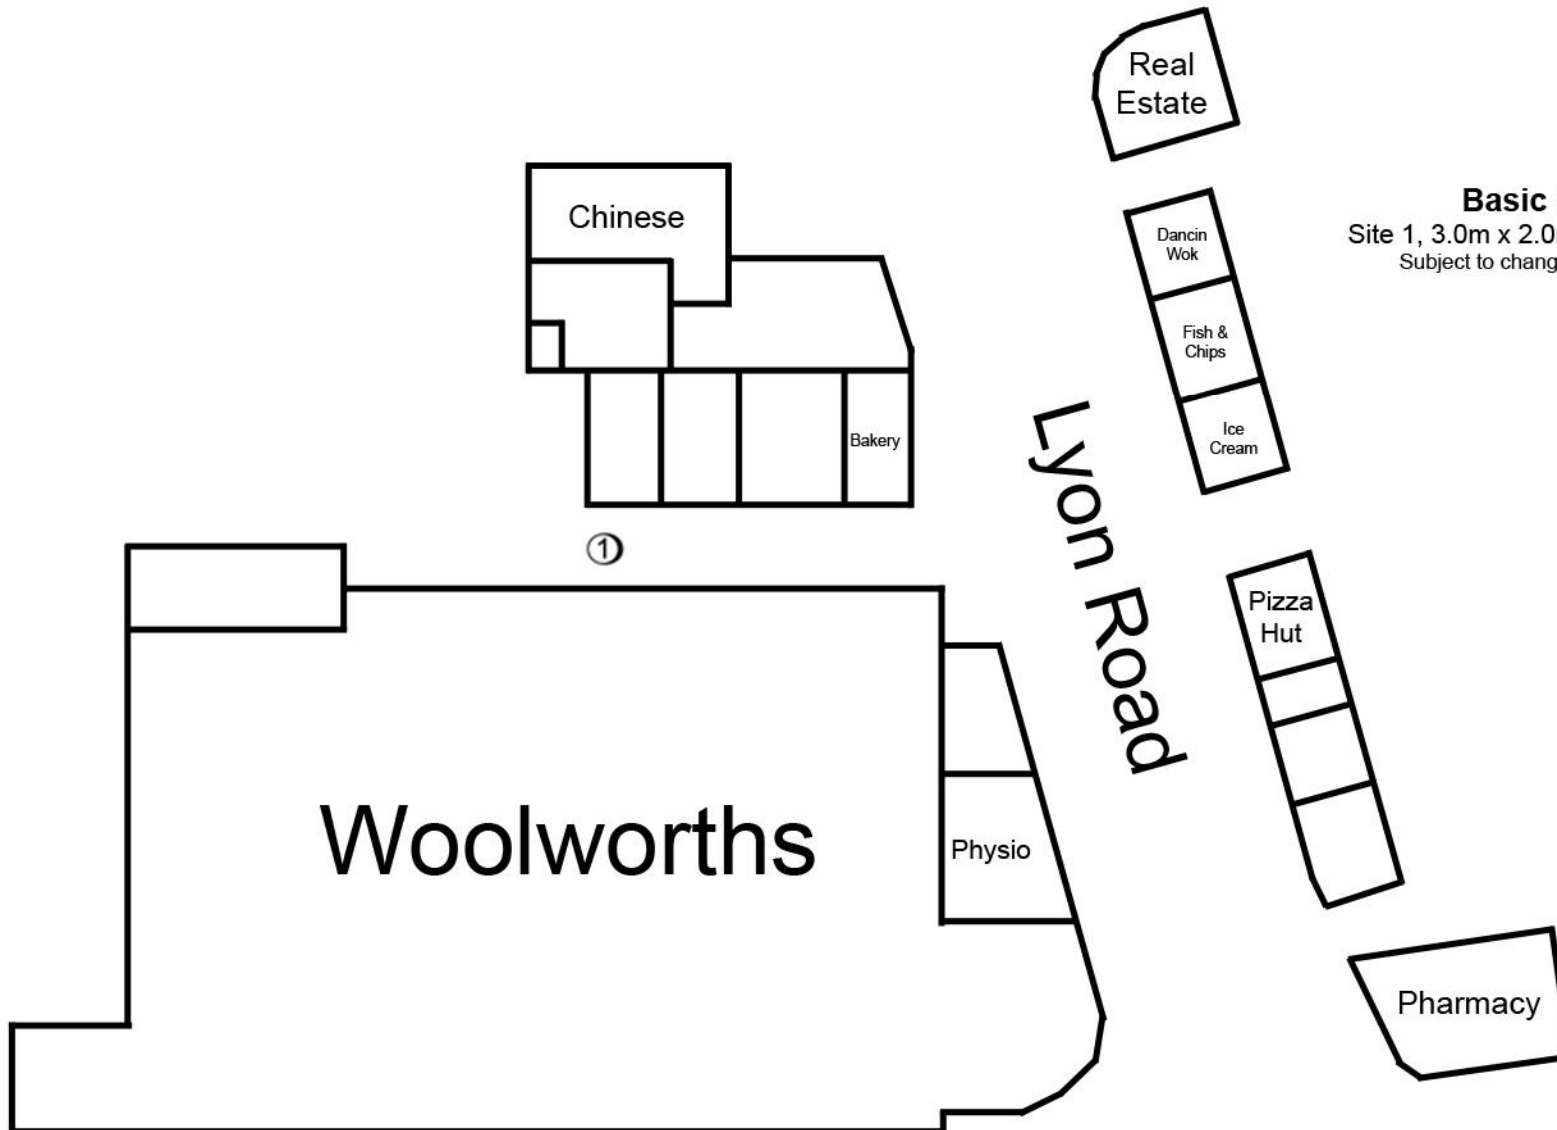 Real
Estate
Basic
Site 1, 3.0m x 2.0
Subject to chang
Chinese
Dancin
Wok
Fish &
Chips
Ice
Cream
Bakery
Lyon Road
1
Pizza
Hut
Woolworths
Physio
Pharmacy